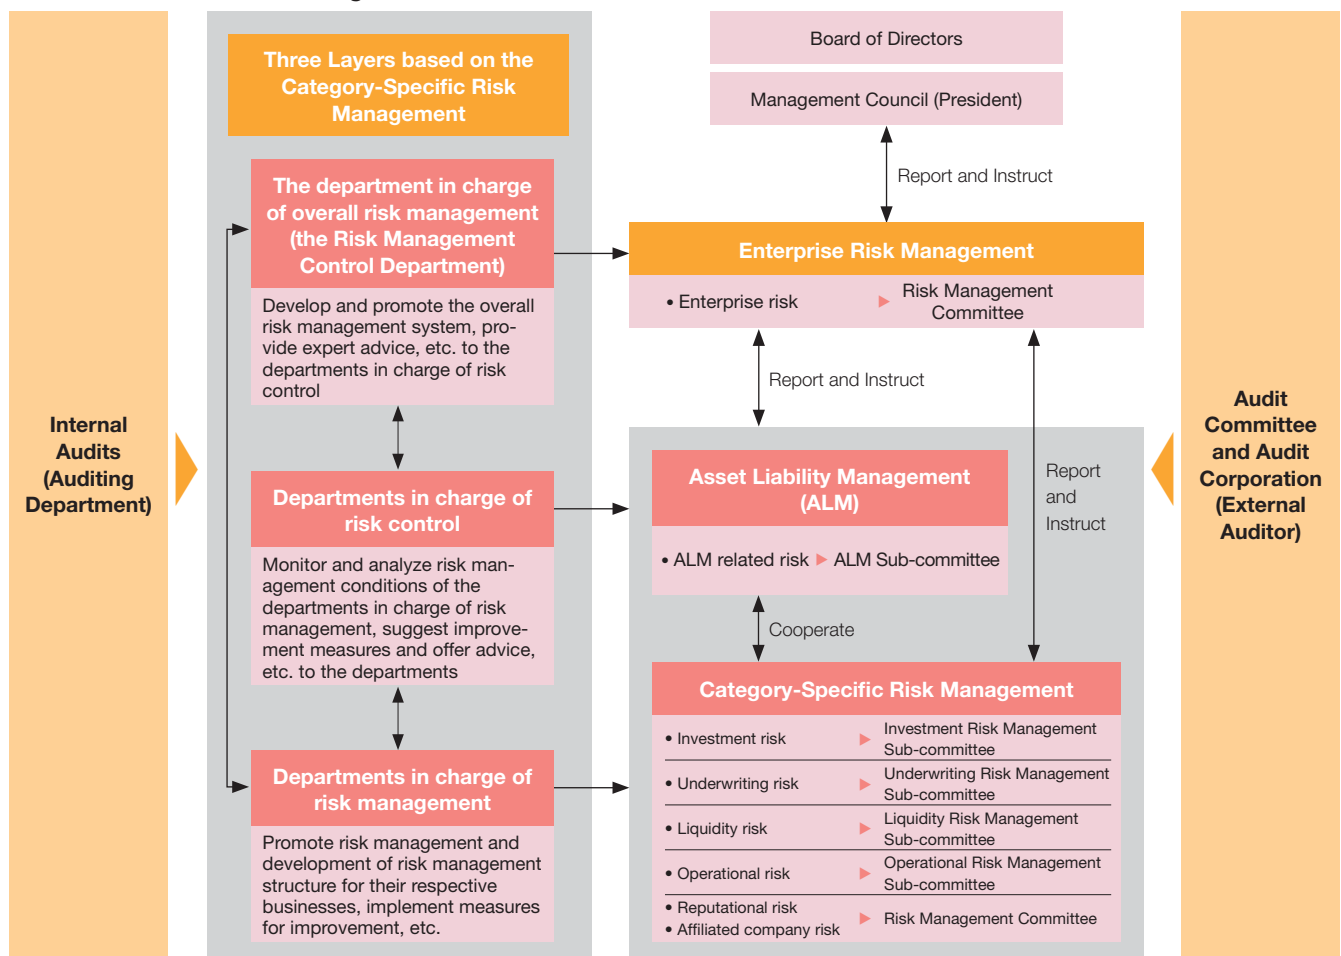 Internal
Audits
(Auditing
Department)
Three Layers based on the
Category-Specific Risk
Management
The department in charge
of overall risk management
(the Risk Management
Control Department)
Develop and promote the overall
risk management system, pro-
vide expert advice, etc. to the
departments in charge of risk
control
Departments in charge of
risk control
Monitor and analyze risk man-
agement conditions of the
departments in charge of risk
management, suggest improve-
ment measures and offer advice,
etc. to the departments
Departments in charge of
risk management
Promote risk management and
development of risk management
structure for their respective
businesses, implement measures
for improvement, etc.
Board of Directors
Management Council (President)
Report and Instruct
Enterprise Risk Management
• Enterprise risk
Risk Management
Committee
Report and Instruct
Report
and
Instruct
Asset Liability Management
(ALM)
• ALM related risk
ALM Sub-committee
Cooperate
Category-Specific Risk Management
• Investment risk
Investment Risk Management
Sub-committee
• Underwriting risk
Underwriting Risk Management
Sub-committee
• Liquidity risk
Liquidity Risk Management
Sub-committee
• Operational risk
Operational Risk Management
Sub-committee
• Reputational risk
• Affiliated company risk
Risk Management Committee
Audit
Committee
and Audit
Corporation
(External
Auditor)